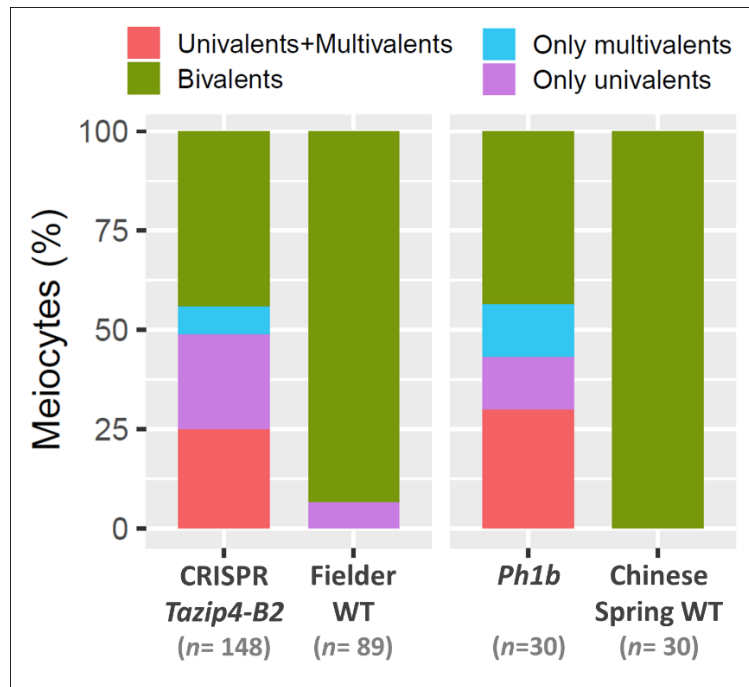 Univalents+Multivalents Only multivalents
Bivalents Only univalents
Meiocytes (%)
100
75
50
25
0
CRISPR Fielder Ph1b Chinese
Tazip4-B2 WT Spring WT
(n= 148) (n= 89) (n=30) (n= 30)